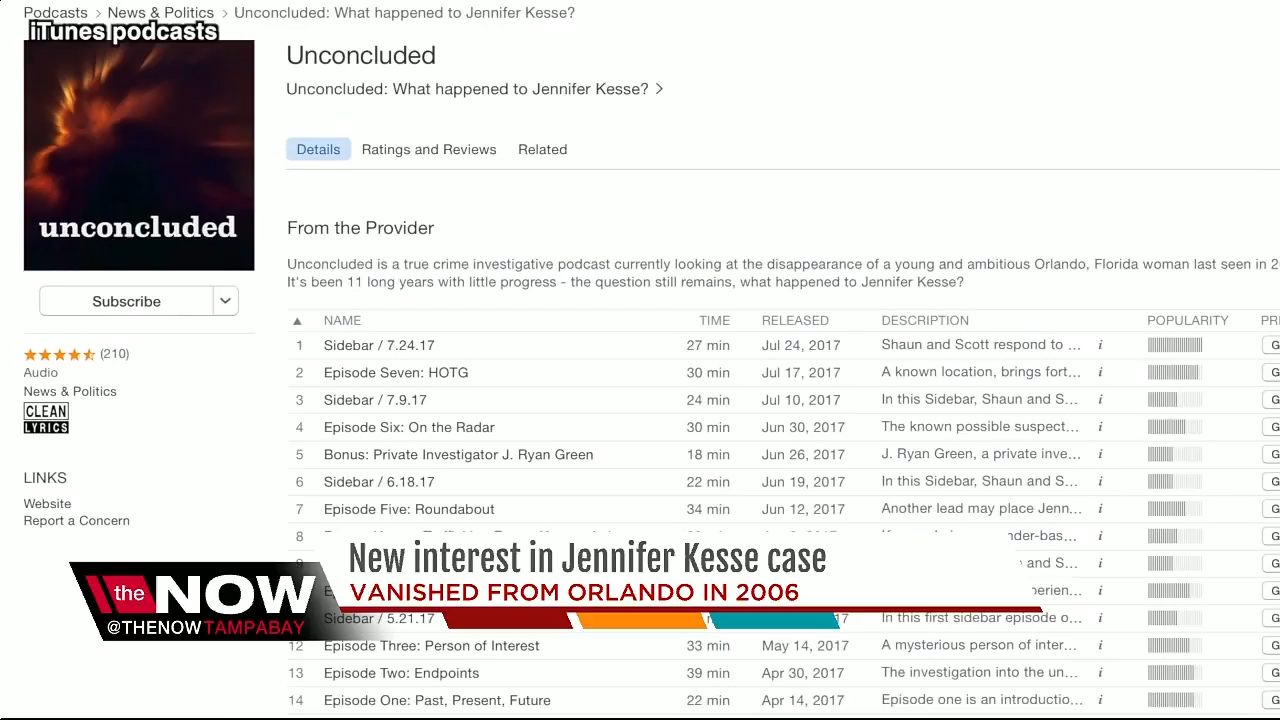 Podcasts > News & Politics > Unconcluded: What happened to Jennifer Kesse?
iTunes podcasts
unconcluded
Subscribe
(210)
Audio
News & Politics
CLEAN
LYRICS
LINKS
Website
Report a Concern
Unconcluded
Unconcluded: What happened to Jennifer Kesse? >
Details Ratings and Reviews Related
From the Provider
Unconcluded is a true crime investigative podcast currently looking at the disappearance of a young and ambitious Orlando, Florida woman last seen in 2
It's been 11 long years with little progress - the question still remains, what happened to Jennifer Kesse?
▲ NAME TIME RELEASED DESCRIPTION POPULARITY PRI
1 Sidebar / 7.24.17 27 min Jul 24, 2017 Shaun and Scott respond to ... i G
2 Episode Seven: HOTG 30 min Jul 17, 2017 A known location, brings fort... i G
3 Sidebar / 7.9.17 24 min Jul 10, 2017 In this Sidebar, Shaun and S... i G
4 Episode Six: On the Radar 30 min Jun 30, 2017 The known possible suspect... i G
5 Bonus: Private Investigator J. Ryan Green 18 min Jun 26, 2017 J. Ryan Green, a private inve... i G
6 Sidebar / 6.18.17 22 min Jun 19, 2017 In this Sidebar, Shaun and S... i G
7 Episode Five: Roundabout 34 min Jun 12, 2017 Another lead may place Jenn... i G
8 nder-bas... i G
and S... i G
perien... i G
Sidebar / 5.21.17 17 In this first sidebar episode o... i G
12 Episode Three: Person of Interest 33 min May 14, 2017 A mysterious person of inter... i G
13 Episode Two: Endpoints 39 min Apr 30, 2017 The investigation into the un... i G
14 Episode One: Past, Present, Future 22 min Apr 14, 2017 Episode one is an introductio... i G
New interest in Jennifer Kesse case
VANISHED FROM ORLANDO IN 2006
the NOW
@THENOWTAMPABAY